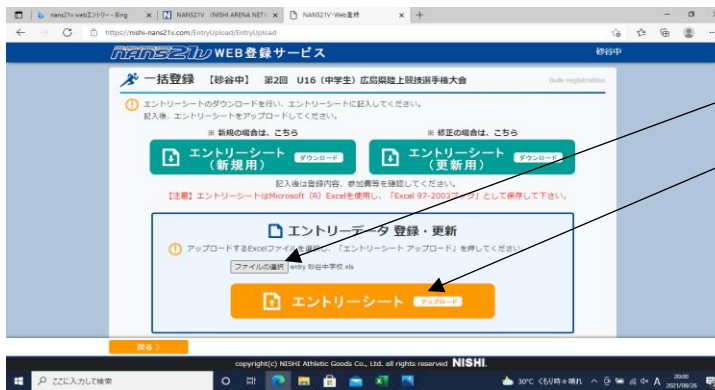 nans21v webエントリー - Bing
NANS21V（NISHI ARENA NET
NANS21V-Web登録
https://nishi-nans21v.com/EntryUpload/EntryUpload
NANS21V WEB登録サービス
砂谷中
一括登録 【砂谷中】 第2回 U16（中学生）広島県陸上競技選手権大会
Bulk registration
エントリーシートのダウンロードを行い、エントリーシートに記入してください。
記入後、エントリーシートをアップロードしてください。
※ 新規の場合は、こちら
※ 修正の場合は、こちら
エントリーシート
（新規用）
ダウンロード
エントリーシート
（更新用）
ダウンロード
記入後は登録内容、参加費等を確認してください。
【注意】エントリーシートはMicrosoft（R）Excelを使用し、「Excel 97-2003ブック」として保存して下さい。
エントリーデータ 登録・更新
アップロードするExcelファイルを選択し、「エントリーシート アップロード」を押してください。
ファイルの選択 entry 砂谷中学校.xls
エントリーシート アップロード
戻る
copyright(c) NISHI Athletic Goods Co., Ltd. all rights reserved NISHI.
ここに入力して検索
30°C くもり時々晴れ
A
20:00
2021/08/26